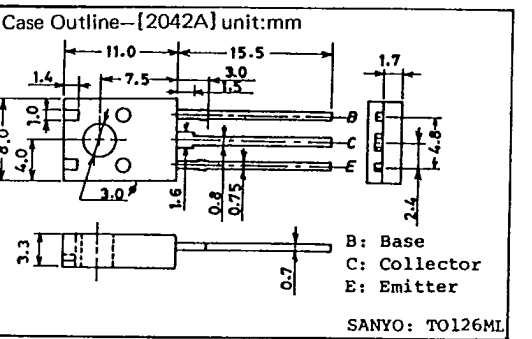 Case Outline—[2042A] unit:mm
11.0
15.5
1.4
7.5
3.0
1.5
1.7
1.0
8.0
4.0
B
C
E
4.8
2.4
3.0ø
1.6
0.8
0.75
3.3
0.7
B: Base
C: Collector
E: Emitter
SANYO: TO126ML